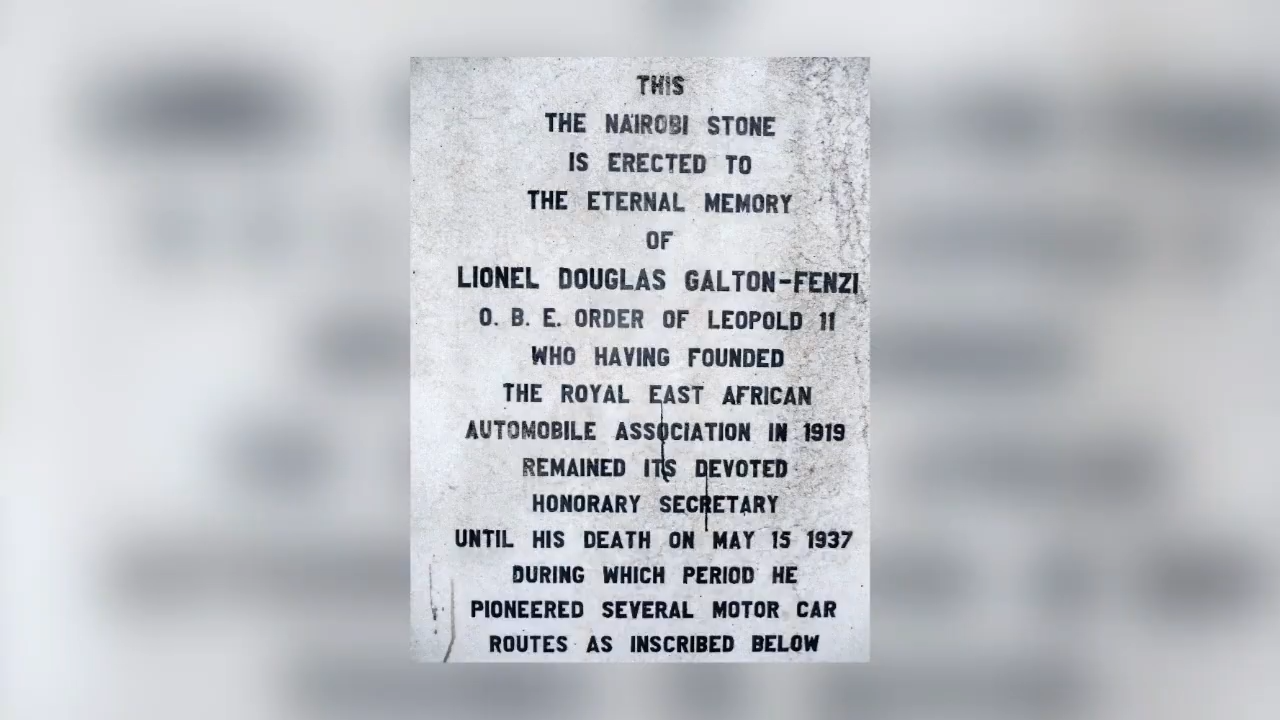 THIS
THE NAIROBI STONE
IS ERECTED TO
THE ETERNAL MEMORY
OF
LIONEL DOUGLAS GALTON-FENZI
O. B. E. ORDER OF LEOPOLD 11
WHO HAVING FOUNDED
THE ROYAL EAST AFRICAN
AUTOMOBILE ASSOCIATION IN 1919
REMAINED ITS DEVOTED
HONORARY SECRETARY
UNTIL HIS DEATH ON MAY 15 1937
DURING WHICH PERIOD HE
PIONEERED SEVERAL MOTOR CAR
ROUTES AS INSCRIBED BELOW